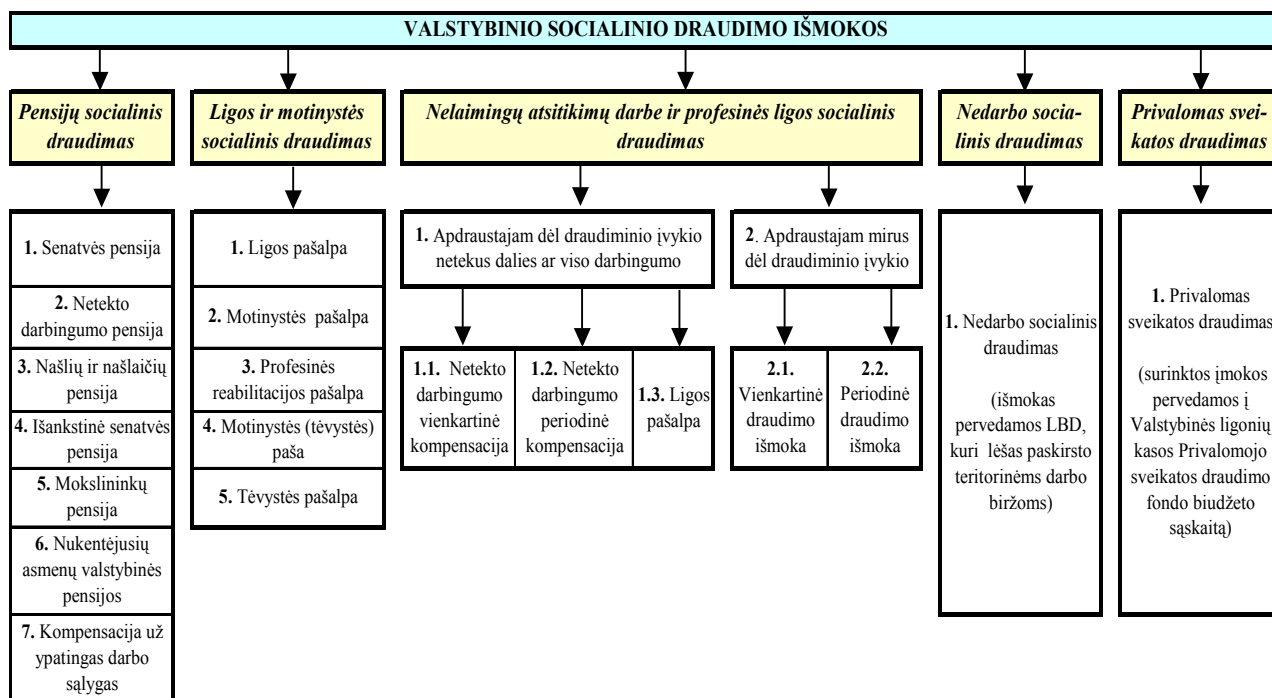 VALSTYBINIO SOCIALINIO DRAUDIMO IŠMOKOS
Pensijų socialinis
draudimas
1. Senatvės pensija
2. Netekto
darbingumo pensija
3. Našlių ir našlaičių
pensija
4. Išankstinė senatvės
pensija
5. Mokslininkų
pensija
6. Nukentėjusių
asmenų valstybinės
pensijos
7. Kompensacija už
ypatingas darbo
sąlygas
Ligos ir motinystės
socialinis draudimas
1. Ligos pašalpa
2. Motinystės pašalpa
3. Profesinės
reabilitacijos pašalpa
4. Motinystės (tėvystės)
paša
5. Tėvystės pašalpa
Nelaimingų atsitikimų darbe ir profesinės ligos socialinis
draudimas
1. Apdraustajam dėl draudiminio įvykio
netekus dalies ar viso darbingumo
1.1. Netekto
darbingumo
vienkartinė
kompensacija
1.2. Netekto
darbingumo
periodinė
kompensacija
1.3. Ligos
pašalpa
2. Apdraustajam mirus
dėl draudiminio įvykio
2.1.
Vienkartinė
draudimo
išmoka
2.2.
Periodinė
draudimo
išmoka
Nedarbo socia-
linis draudimas
1. Nedarbo socialinis
draudimas
(išmokas
pervedamos LBD,
kuri lėšas paskirsto
teritorinėms darbo
biržoms)
Privalomas svei-
katos draudimas
1. Privalomas
sveikatos draudimas
(surinktos įmokos
pervedamos į
Valstybinės ligonių
kasos Privalomojo
sveikatos draudimo
fondo biudžeto
sąskaitą)